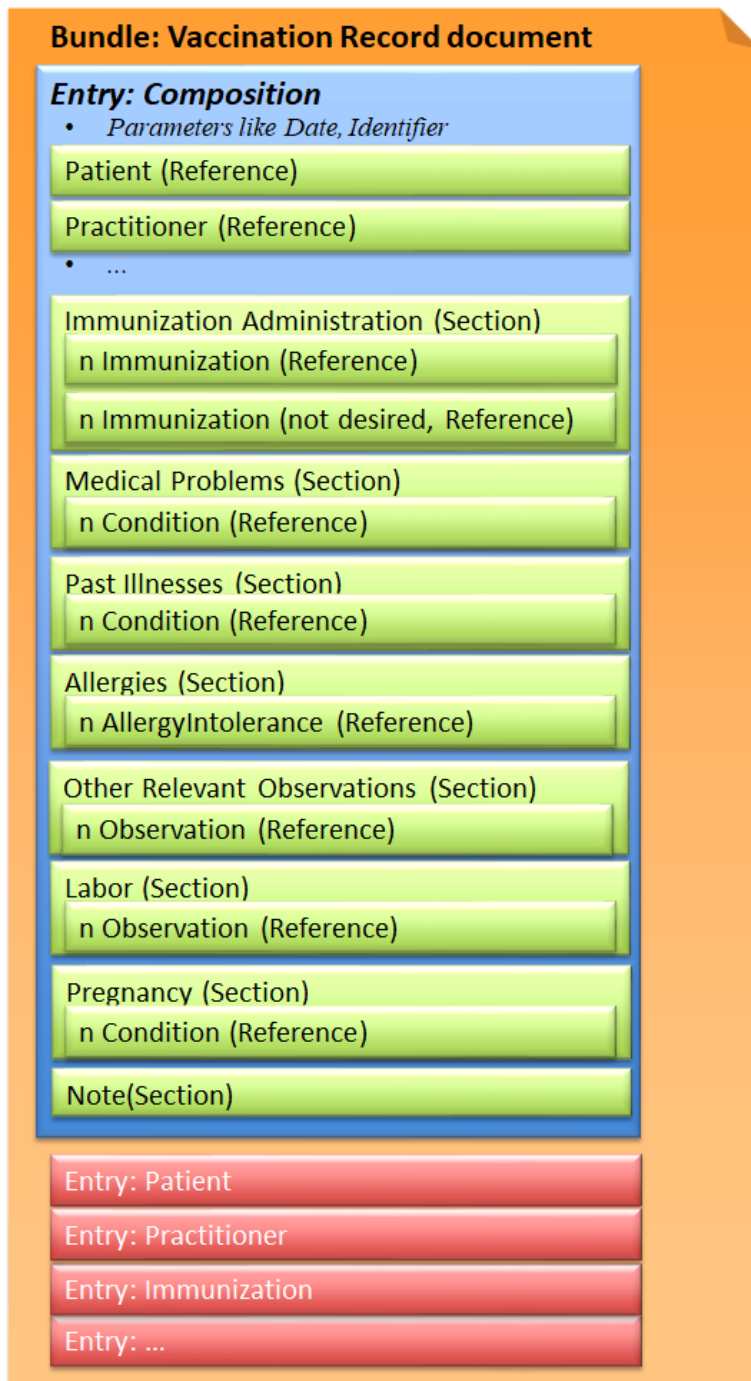 Bundle: Vaccination Record document
Entry: Composition
• Parameters like Date, Identifier
Patient (Reference)
Practitioner (Reference)
• ...
Immunization Administration (Section)
n Immunization (Reference)
n Immunization (not desired, Reference)
Medical Problems (Section)
n Condition (Reference)
Past Illnesses (Section)
n Condition (Reference)
Allergies (Section)
n AllergyIntolerance (Reference)
Other Relevant Observations (Section)
n Observation (Reference)
Labor (Section)
n Observation (Reference)
Pregnancy (Section)
n Condition (Reference)
Note(Section)
Entry: Patient
Entry: Practitioner
Entry: Immunization
Entry: ...